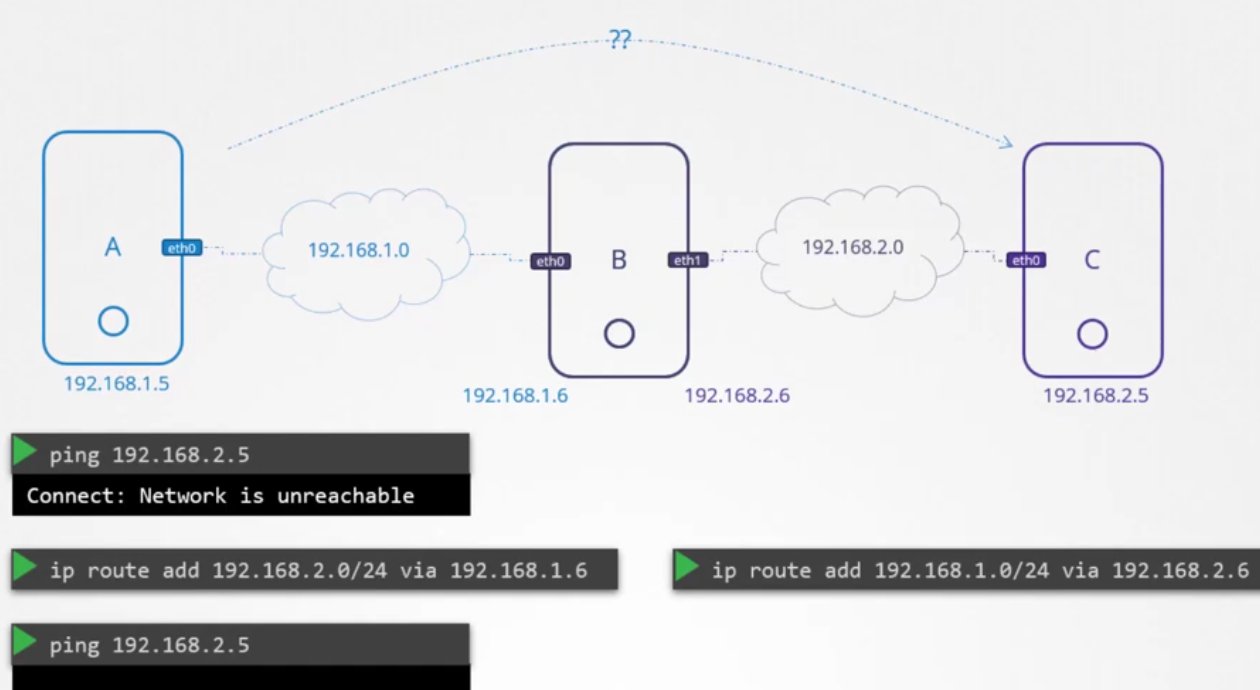 ??
A
eth0
192.168.1.0
eth0
B
eth1
192.168.2.0
eth0
C
192.168.1.5
192.168.1.6
192.168.2.6
192.168.2.5
ping 192.168.2.5
Connect: Network is unreachable
ip route add 192.168.2.0/24 via 192.168.1.6
ip route add 192.168.1.0/24 via 192.168.2.6
ping 192.168.2.5